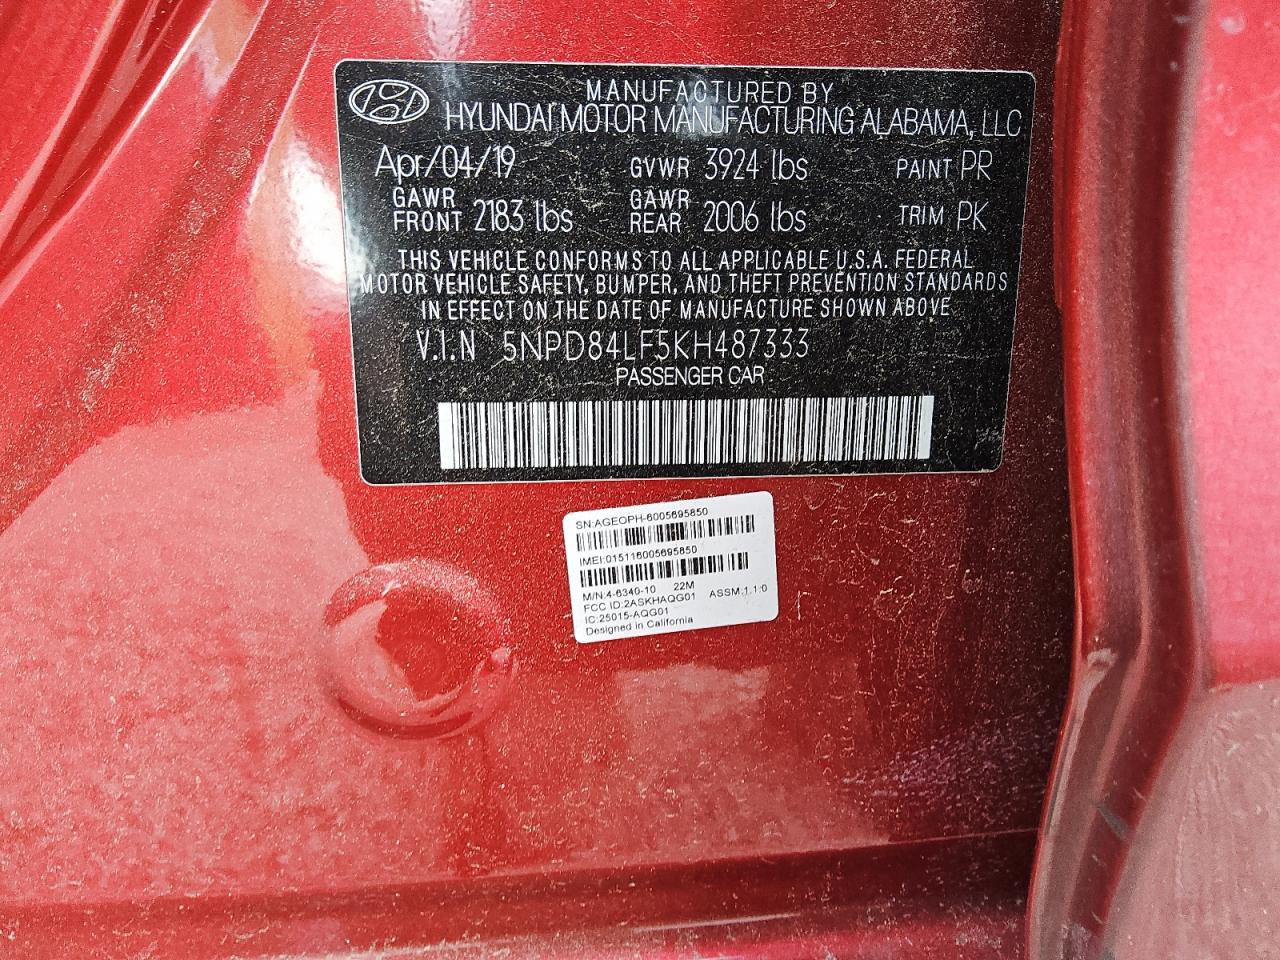 MANUFACTURED BY
HYUNDAI MOTOR MANUFACTURING ALABAMA, LLC
Apr/04/19 GVWR 3924 lbs PAINT PR
GAWR FRONT 2183 lbs GAWR REAR 2006 lbs TRIM PK
THIS VEHICLE CONFORMS TO ALL APPLICABLE U.S.A. FEDERAL
MOTOR VEHICLE SAFETY, BUMPER, AND THEFT PREVENTION STANDARDS
IN EFFECT ON THE DATE OF MANUFACTURE SHOWN ABOVE
V.I.N 5NPD84LF5KH487333
PASSENGER CAR
SN:AGEOPH-6005695850
IMEI:015116005695850
M/N:4-6340-10 22M
FCC ID:2ASKHAQG01 ASSM:1.1.0
IC:25015-AQG01
Designed in California